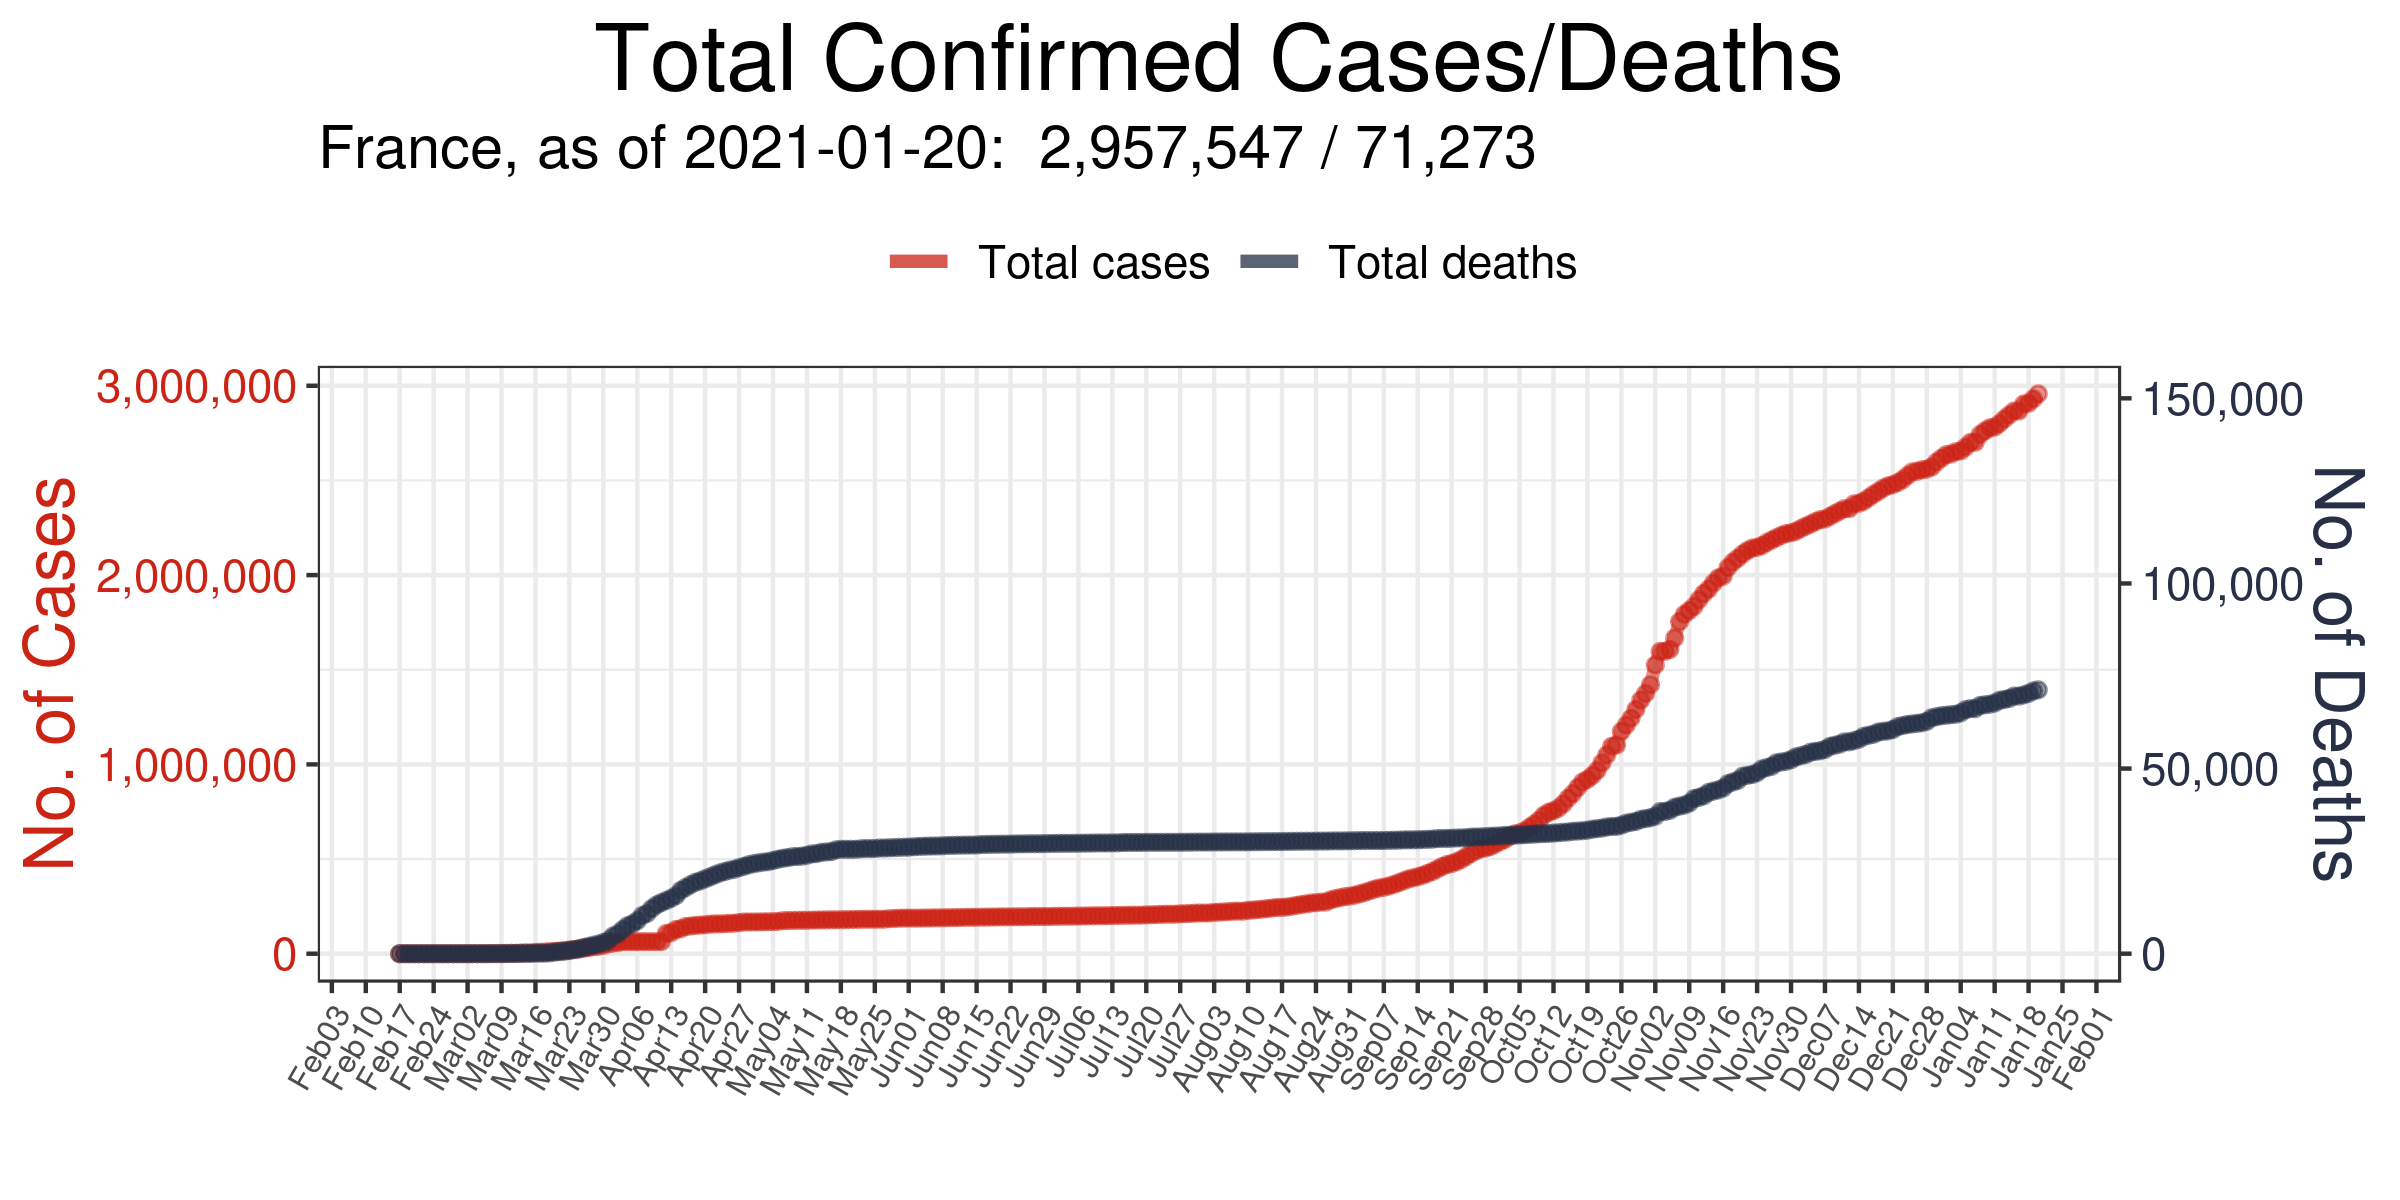 Total Confirmed Cases/Deaths
France, as of 2021-01-20:  2,957,547 / 71,273
Total cases
Total deaths
No. of Cases
3,000,000
2,000,000
1,000,000
0
150,000
100,000
50,000
0
No. of Deaths
Feb03
Feb10
Feb17
Feb24
Mar02
Mar09
Mar16
Mar23
Mar30
Apr06
Apr13
Apr20
Apr27
May04
May11
May18
May25
Jun01
Jun08
Jun15
Jun22
Jun29
Jul06
Jul13
Jul20
Jul27
Aug03
Aug10
Aug17
Aug24
Aug31
Sep07
Sep14
Sep21
Sep28
Oct05
Oct12
Oct19
Oct26
Nov02
Nov09
Nov16
Nov23
Nov30
Dec07
Dec14
Dec21
Dec28
Jan04
Jan11
Jan18
Jan25
Feb01